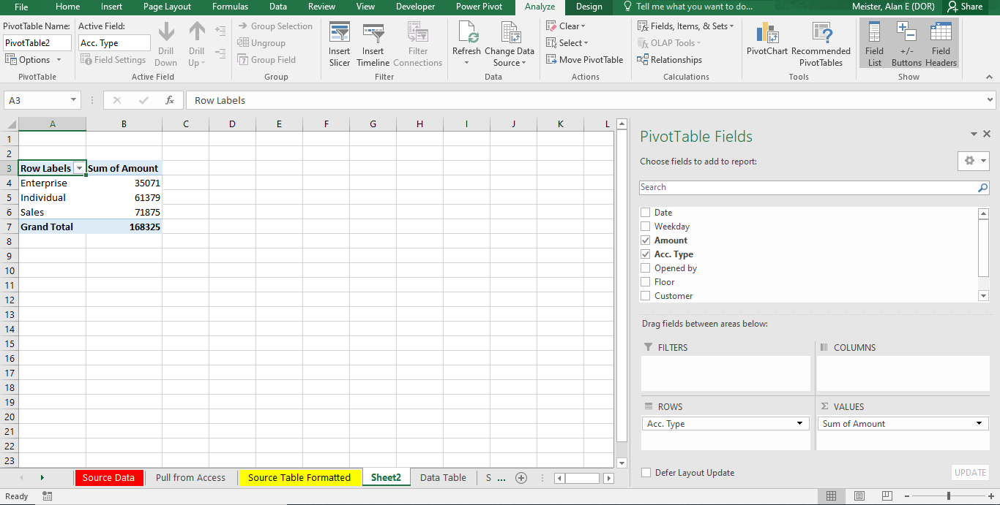 File Home Insert Page Layout Formulas Data Review View Developer Power Pivot Analyze Design Tell me what you want to do... Meister, Alan E (DOR) Share
PivotTable Name:
PivotTable2
Options
PivotTable
Active Field:
Acc. Type
Field Settings
Drill Down
Drill Up
Active Field
Group Selection
Ungroup
Group Field
Group
Insert Slicer
Insert Timeline
Filter Connections
Filter
Refresh
Change Data Source
Data
Clear
Select
Move PivotTable
Actions
Fields, Items, & Sets
OLAP Tools
Relationships
Calculations
PivotChart
Recommended PivotTables
Tools
Field List
+/- Buttons
Field Headers
Show
A3 fx Row Labels
A B C D E F G H I J K L
1
2
3 Row Labels Sum of Amount
4 Enterprise 35071
5 Individual 61379
6 Sales 71875
7 Grand Total 168325
8
9
10
11
12
13
14
15
16
17
18
19
20
21
22
23
PivotTable Fields
Choose fields to add to report:
Search
Date
Weekday
Amount
Acc. Type
Opened by
Floor
Customer
Drag fields between areas below:
FILTERS
COLUMNS
ROWS
Acc. Type
Σ VALUES
Sum of Amount
Defer Layout Update UPDATE
Source Data Pull from Access Source Table Formatted Sheet2 Data Table S ...
Ready